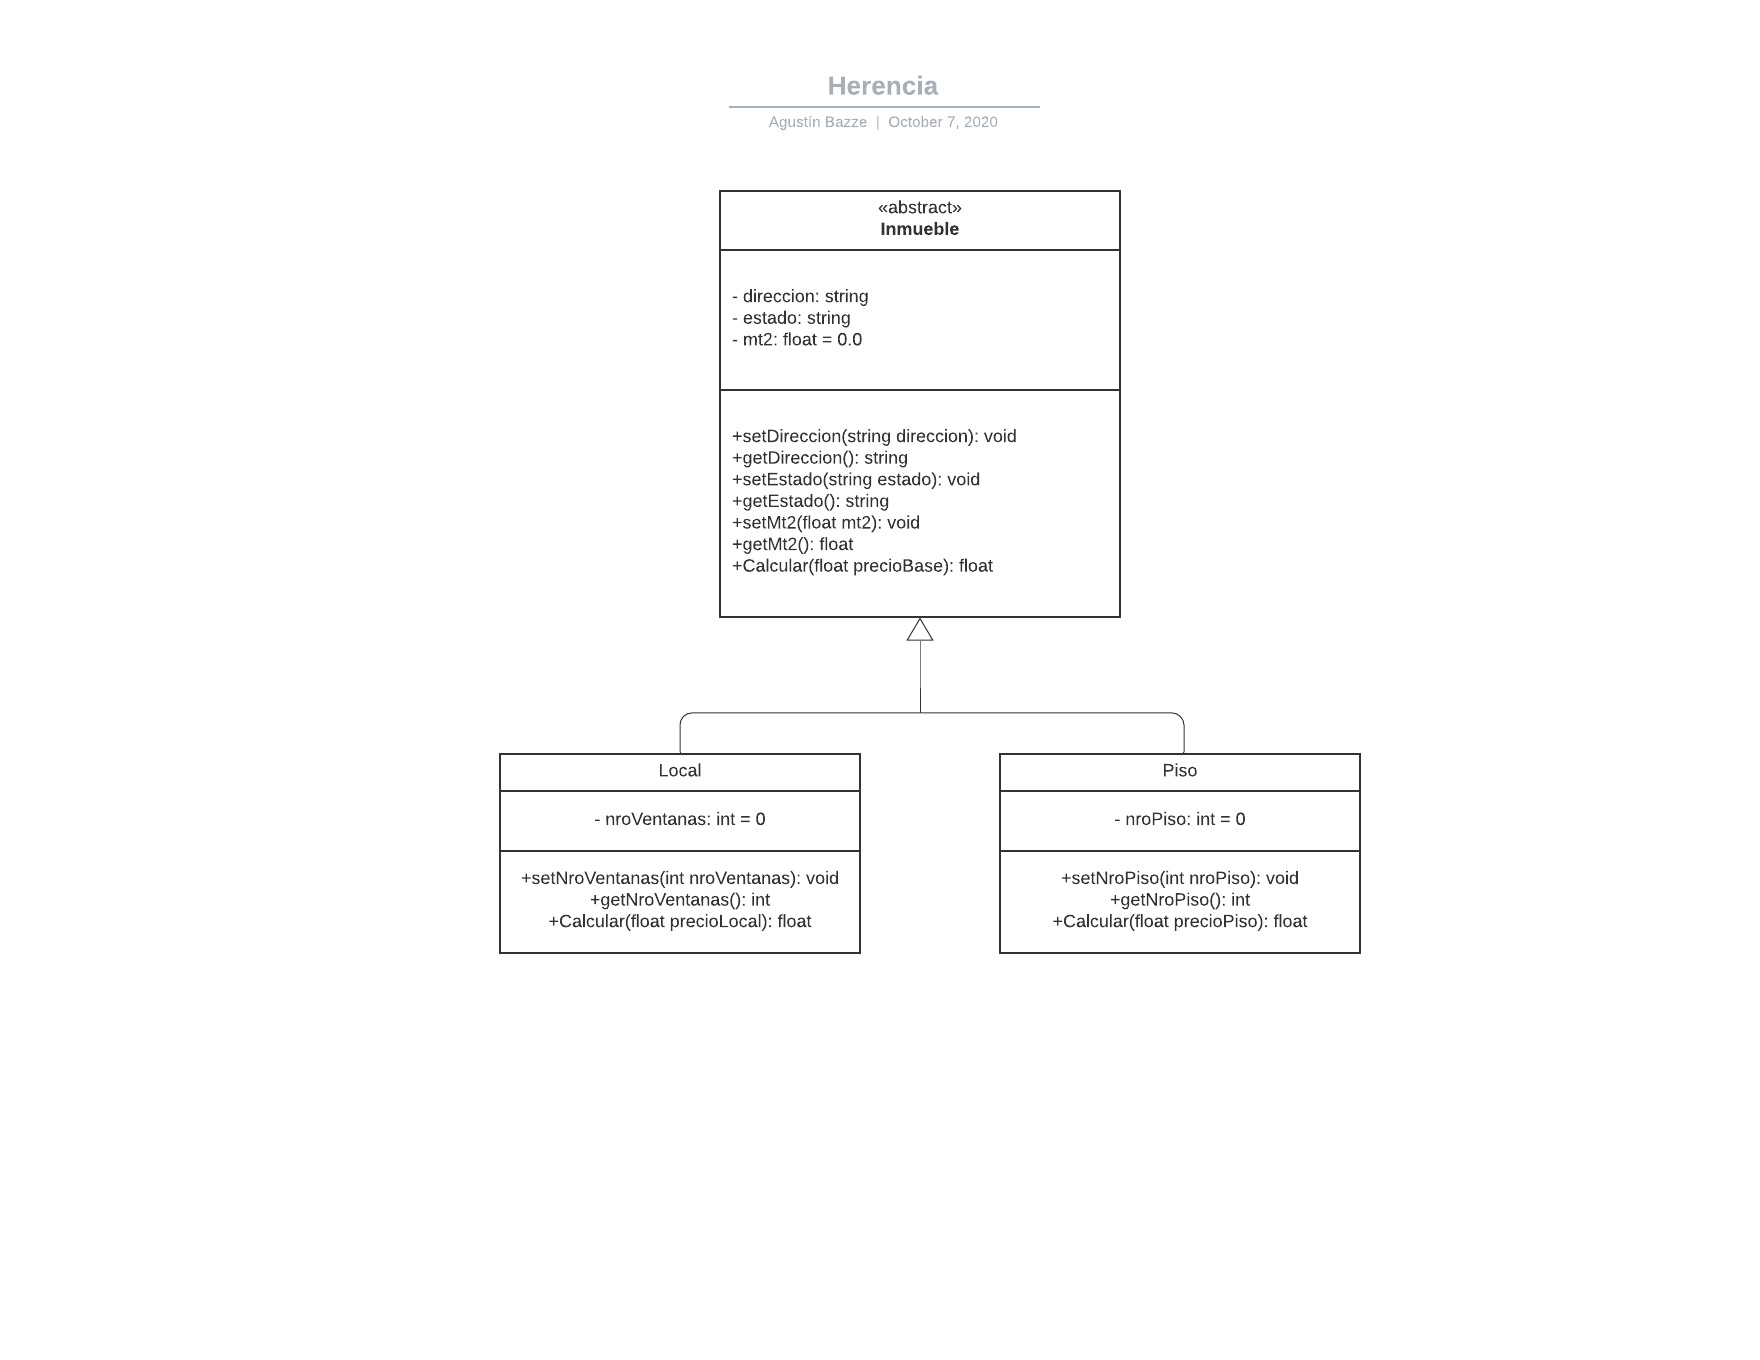 Herencia
Agustín Bazze | October 7, 2020
«abstract»
Inmueble
- direccion: string
- estado: string
- mt2: float = 0.0
+setDireccion(string direccion): void
+getDireccion(): string
+setEstado(string estado): void
+getEstado(): string
+setMt2(float mt2): void
+getMt2(): float
+Calcular(float precioBase): float
Local
- nroVentanas: int = 0
+setNroVentanas(int nroVentanas): void
+getNroVentanas(): int
+Calcular(float precioLocal): float
Piso
- nroPiso: int = 0
+setNroPiso(int nroPiso): void
+getNroPiso(): int
+Calcular(float precioPiso): float